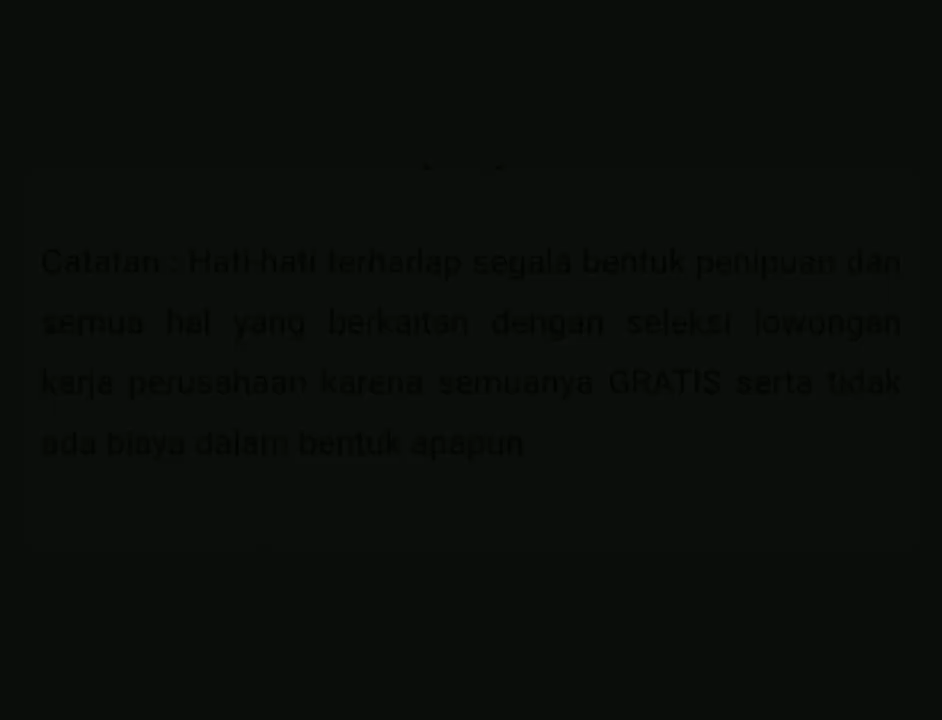 Catatan : Hati-hati terhadap segala bentuk penipuan dan
semua hal yang berkaitan dengan seleksi lowongan
kerja perusahaan karena semuanya GRATIS serta tidak
ada biaya dalam bentuk apapun